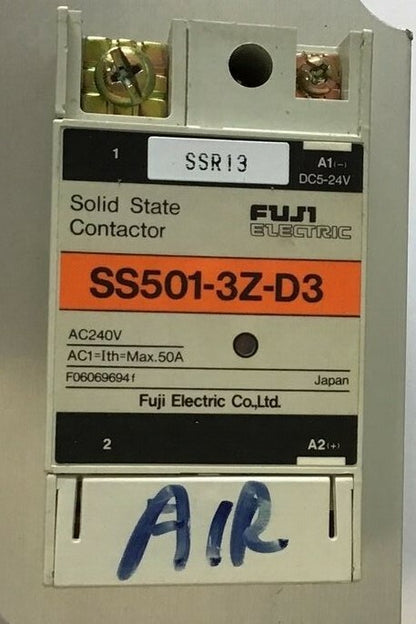 1 SSR13 A1(-)
DC5-24V
Solid State
Contactor
FUJI
ELECTRIC
SS501-3Z-D3
AC240V
AC1=Ith=Max.50A
F06069694f Japan
Fuji Electric Co.,Ltd.
2 A2(+)
AIR